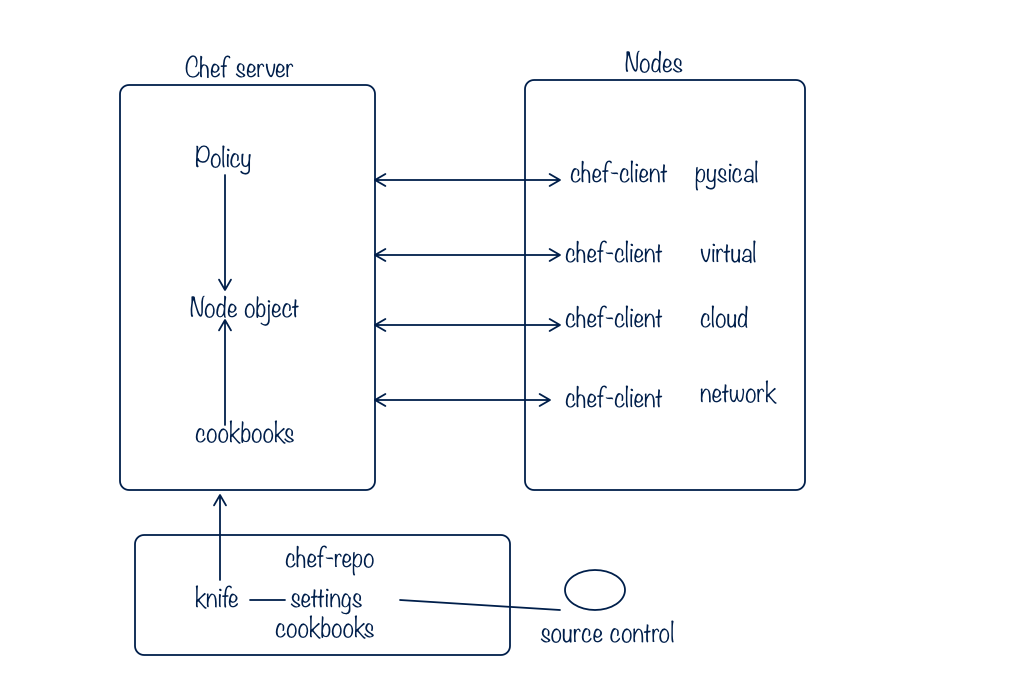 Chef server
Nodes
Policy
chef-client pysical
chef-client virtual
Node object
chef-client cloud
chef-client network
cookbooks
chef-repo
knife settings
cookbooks
source control